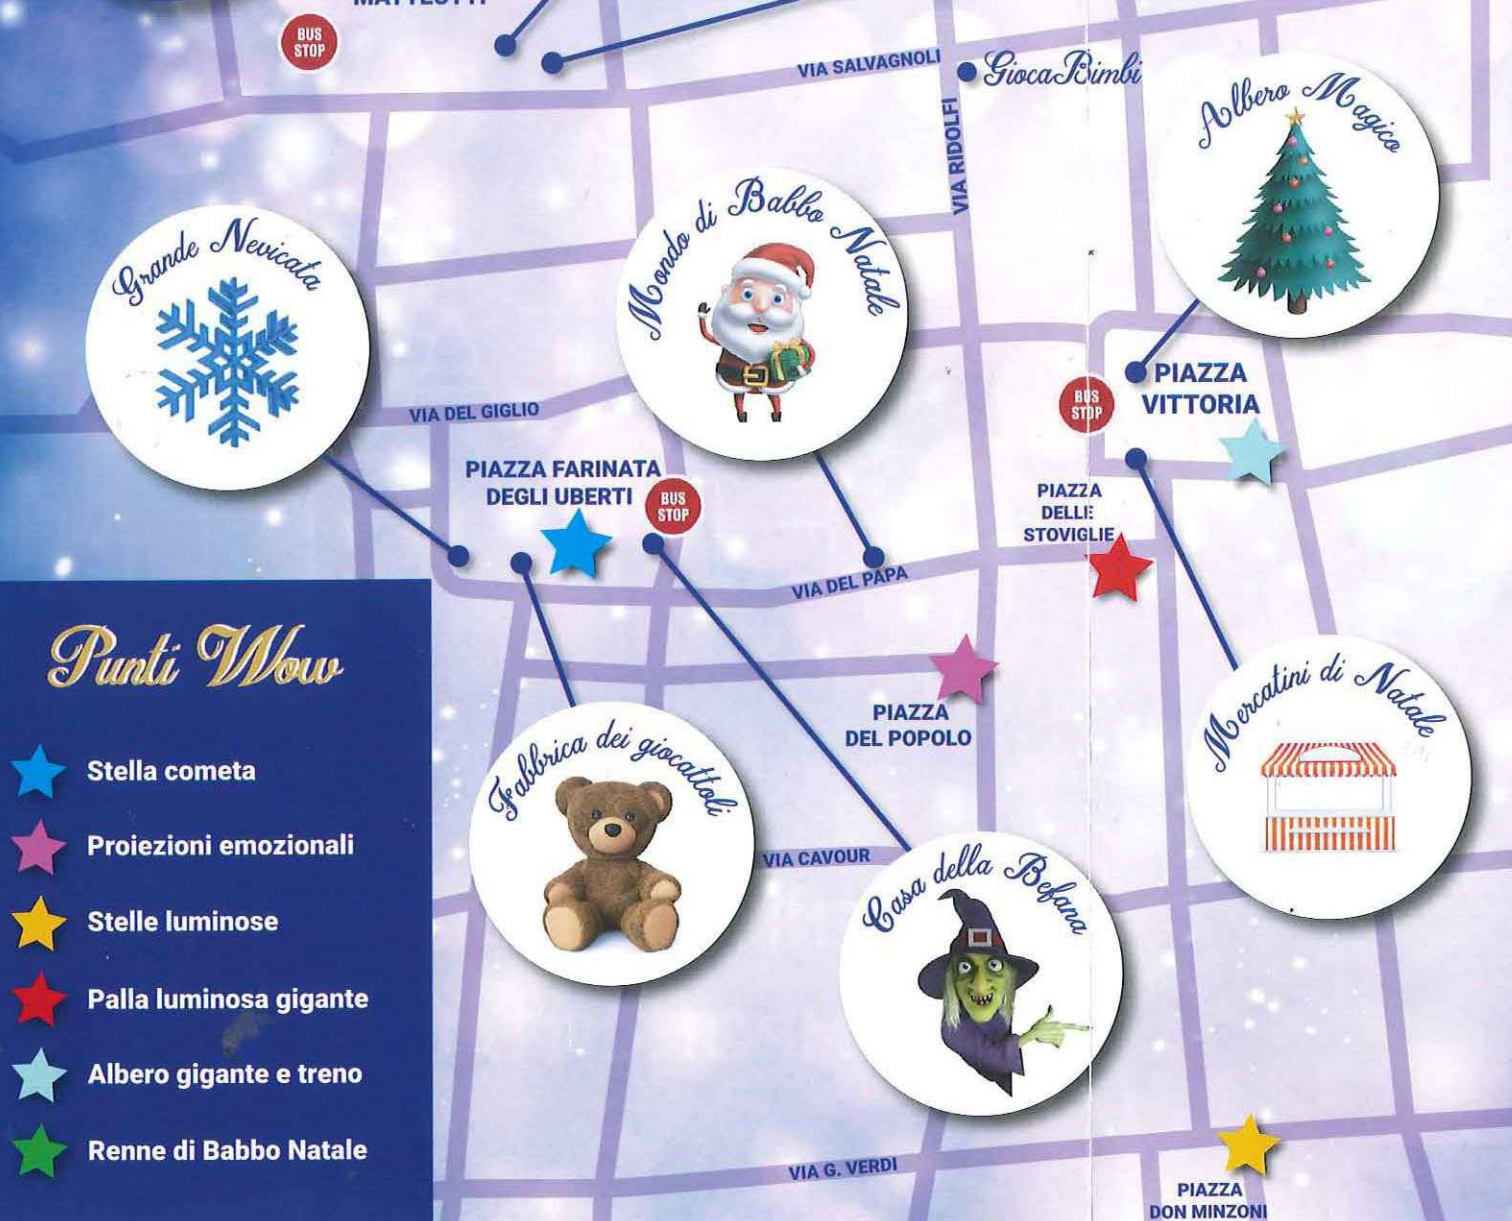 MATTEOTTI
BUS
STOP
VIA SALVAGNOLI
GiocaBimbi
VIA RIDOLFI
Albero Magico
Grande Nevicata
Mondo di Babbo Natale
PIAZZA
VITTORIA
BUS
STOP
VIA DEL GIGLIO
PIAZZA FARINATA
DEGLI UBERTI
BUS
STOP
PIAZZA
DELLE
STOVIGLIE
VIA DEL PAPA
Punti Wow
Stella cometa
Proiezioni emozionali
Stelle luminose
Palla luminosa gigante
Albero gigante e treno
Renne di Babbo Natale
PIAZZA
DEL POPOLO
Mercatini di Natale
Fabbrica dei giocattoli
VIA CAVOUR
Casa della Befana
VIA G. VERDI
PIAZZA
DON MINZONI